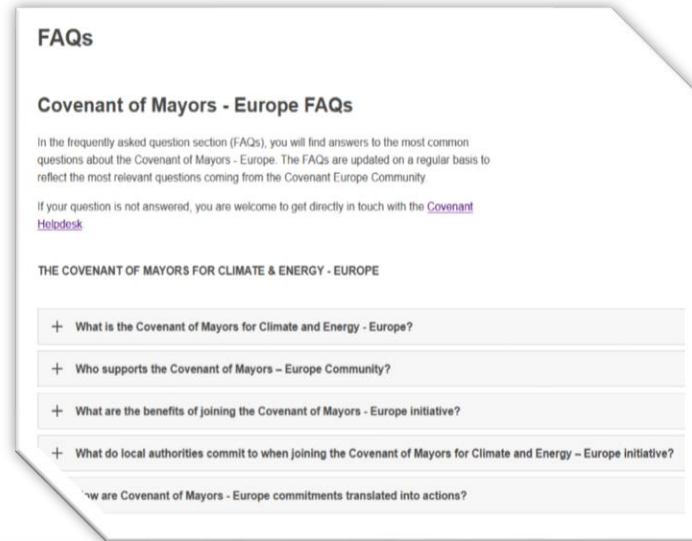 FAQs
Covenant of Mayors - Europe FAQs
In the frequently asked question section (FAQs), you will find answers to the most common
questions about the Covenant of Mayors - Europe. The FAQs are updated on a regular basis to
reflect the most relevant questions coming from the Covenant Europe Community.
If your question is not answered, you are welcome to get directly in touch with the Covenant
Helpdesk
THE COVENANT OF MAYORS FOR CLIMATE & ENERGY - EUROPE
+ What is the Covenant of Mayors for Climate and Energy - Europe?
+ Who supports the Covenant of Mayors – Europe Community?
+ What are the benefits of joining the Covenant of Mayors - Europe initiative?
+ What do local authorities commit to when joining the Covenant of Mayors for Climate and Energy – Europe initiative?
are Covenant of Mayors - Europe commitments translated into actions?